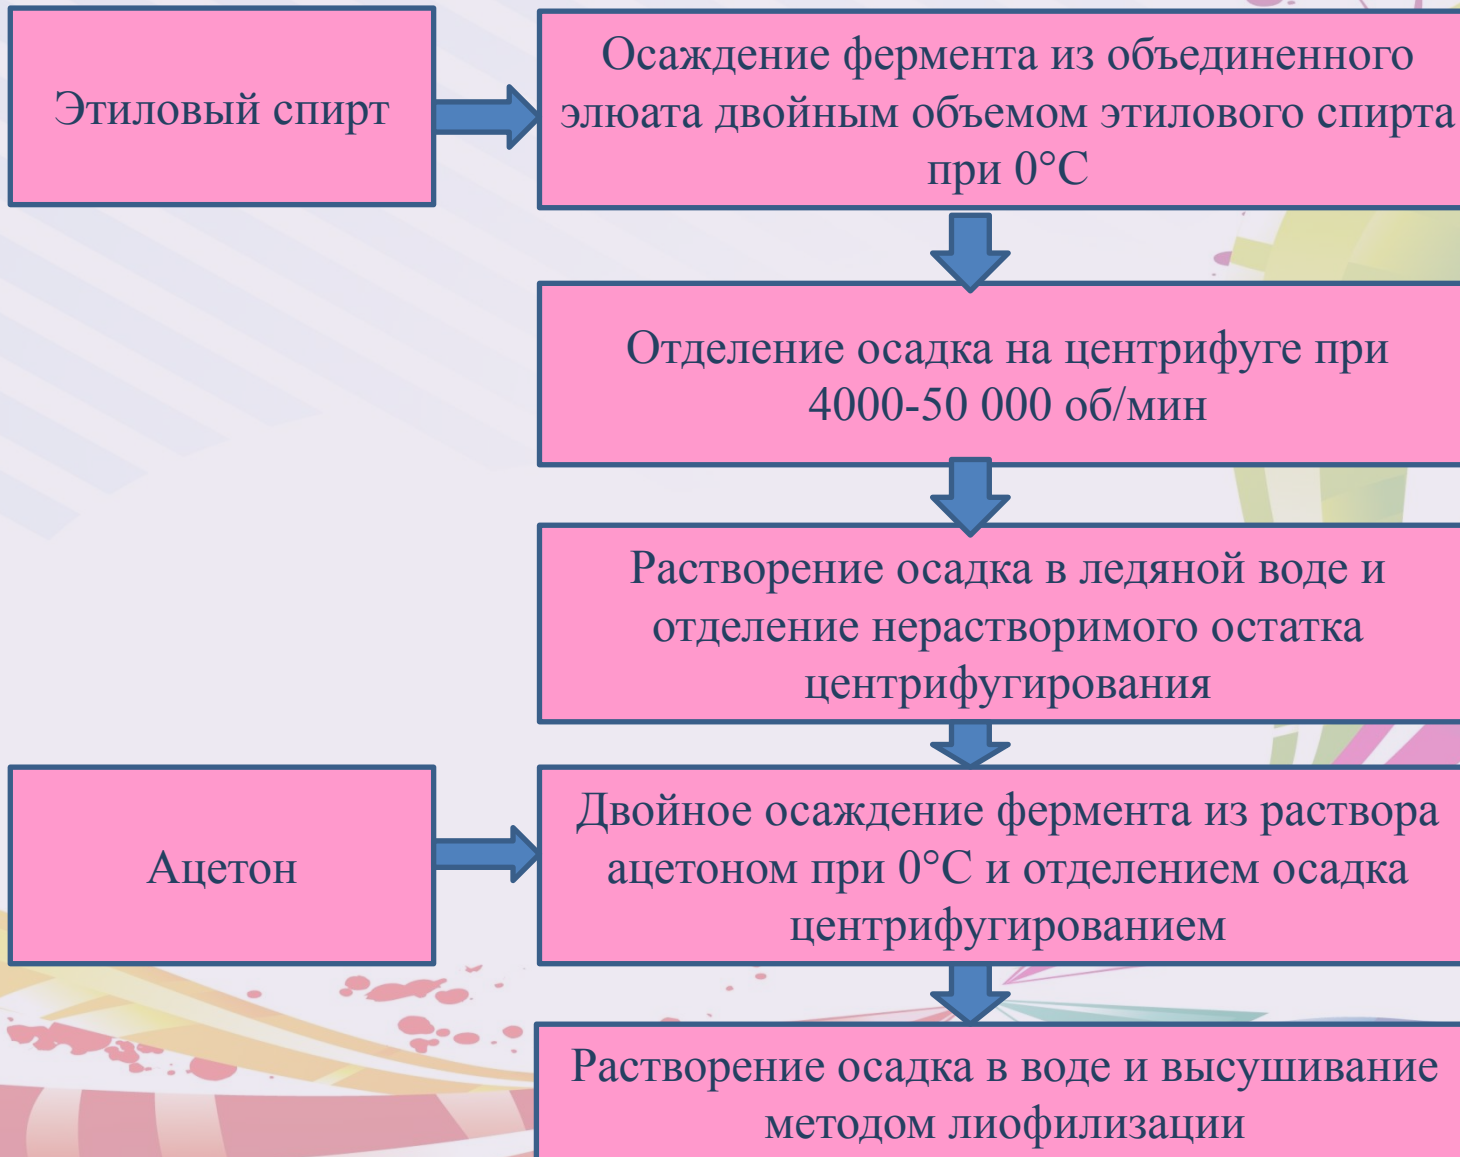 Этиловый спирт
Осаждение фермента из объединенного
элюата двойным объемом этилового спирта
при 0°С
Отделение осадка на центрифуге при
4000-50 000 об/мин
Растворение осадка в ледяной воде и
отделение нерастворимого остатка
центрифугирования
Ацетон
Двойное осаждение фермента из раствора
ацетоном при 0°С и отделением осадка
центрифугированием
Растворение осадка в воде и высушивание
методом лиофилизации